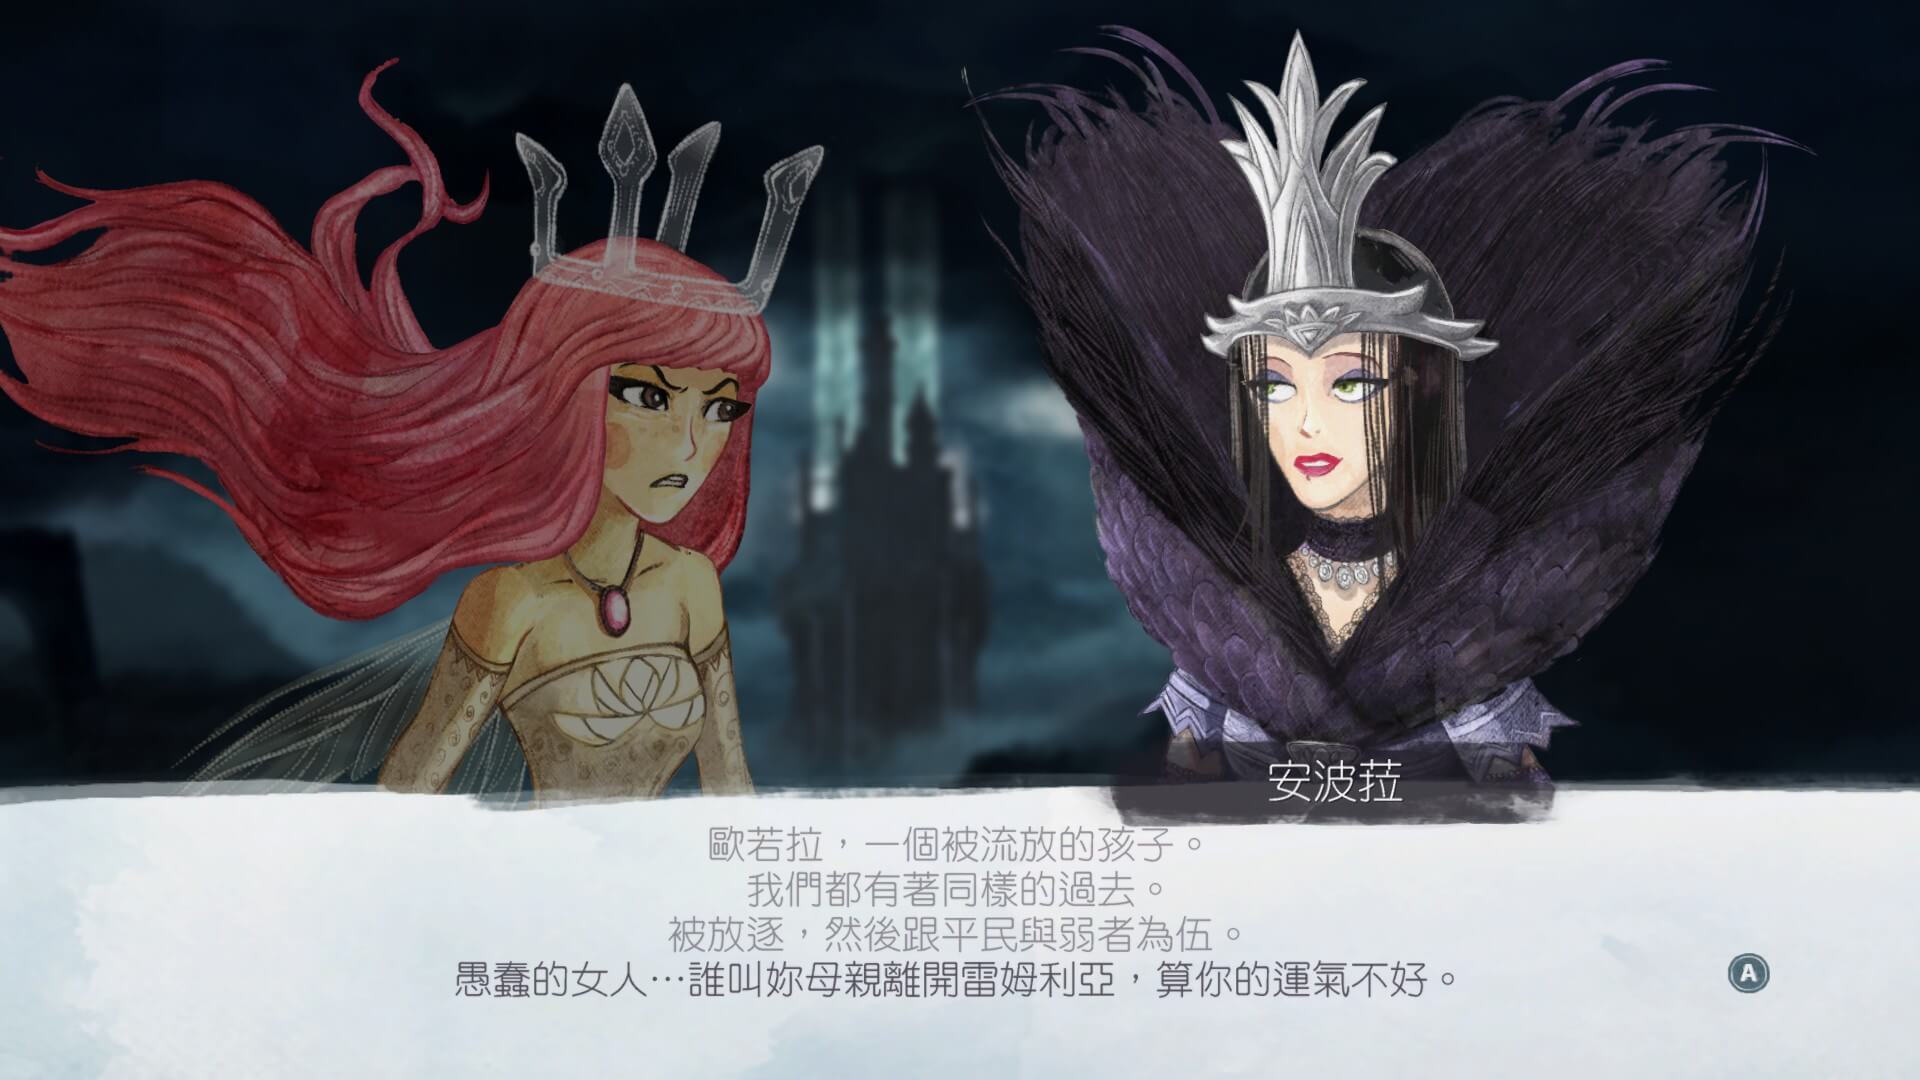 安波菈
歐若拉，一個被流放的孩子。
我們都有著同樣的過去。
被放逐，然後跟平民與弱者為伍。
愚蠢的女人…誰叫妳母親離開雷姆利亞，算你的運氣不好。
A